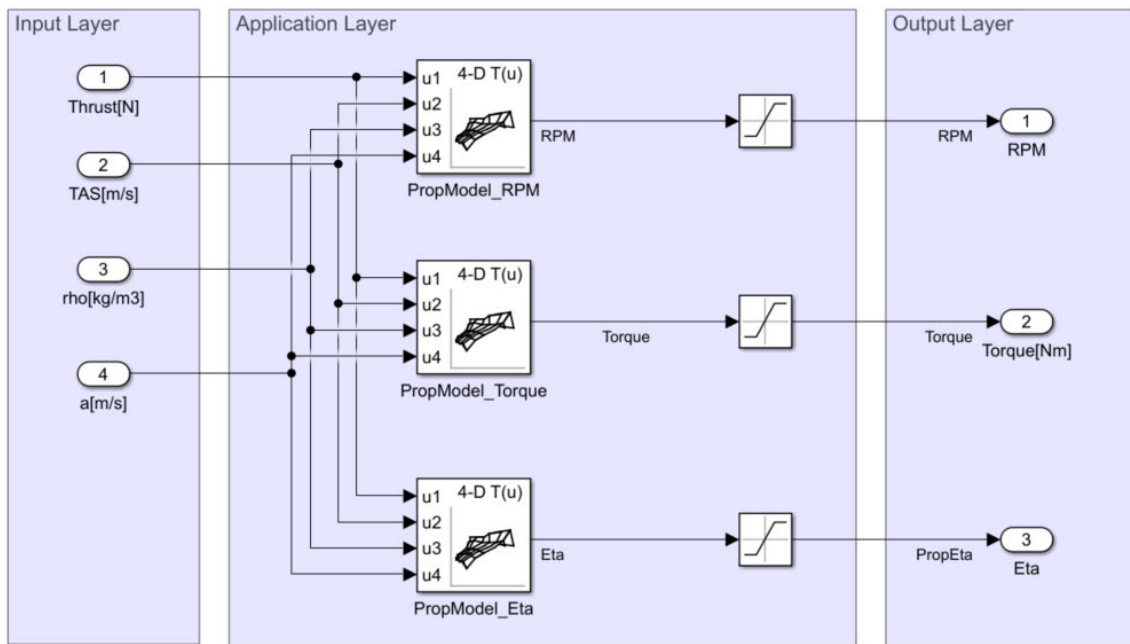 Input Layer
Application Layer
Output Layer
1
Thrust[N]
2
TAS[m/s]
3
rho[kg/m3]
4
a[m/s]
4-D T(u)
u1
u2
u3
u4
PropModel_RPM
RPM
4-D T(u)
u1
u2
u3
u4
PropModel_Torque
Torque
4-D T(u)
u1
u2
u3
u4
PropModel_Eta
Eta
RPM
1
RPM
Torque
2
Torque[Nm]
PropEta
3
Eta